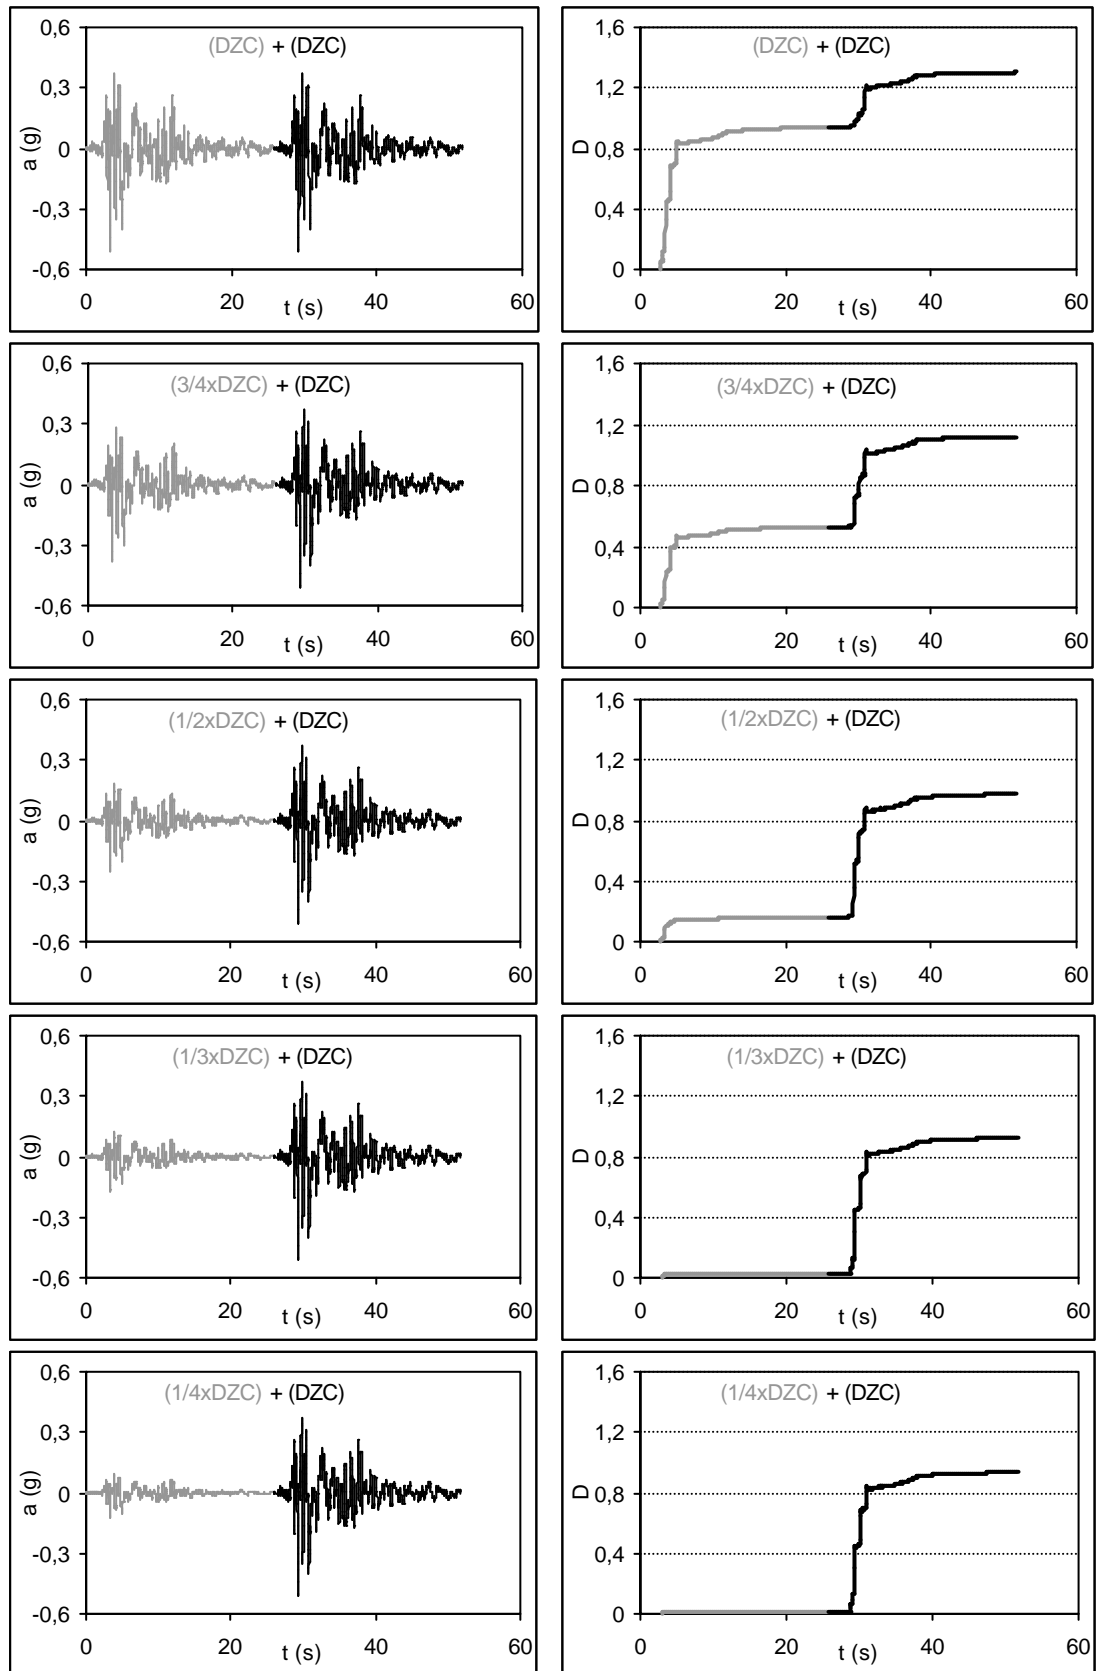 0,6
(DZC) + (DZC)
0,3
a (g)
0
-0,3
-0,6
0 20 40 60
t (s)
1,6
(DZC) + (DZC)
1,2
D
0,8
0,4
0
0 20 40 60
t (s)
0,6
(3/4xDZC) + (DZC)
0,3
a (g)
0
-0,3
-0,6
0 20 40 60
t (s)
1,6
(3/4xDZC) + (DZC)
1,2
D
0,8
0,4
0
0 20 40 60
t (s)
0,6
(1/2xDZC) + (DZC)
0,3
a (g)
0
-0,3
-0,6
0 20 40 60
t (s)
1,6
(1/2xDZC) + (DZC)
1,2
D
0,8
0,4
0
0 20 40 60
t (s)
0,6
(1/3xDZC) + (DZC)
0,3
a (g)
0
-0,3
-0,6
0 20 40 60
t (s)
1,6
(1/3xDZC) + (DZC)
1,2
D
0,8
0,4
0
0 20 40 60
t (s)
0,6
(1/4xDZC) + (DZC)
0,3
a (g)
0
-0,3
-0,6
0 20 40 60
t (s)
1,6
(1/4xDZC) + (DZC)
1,2
D
0,8
0,4
0
0 20 40 60
t (s)